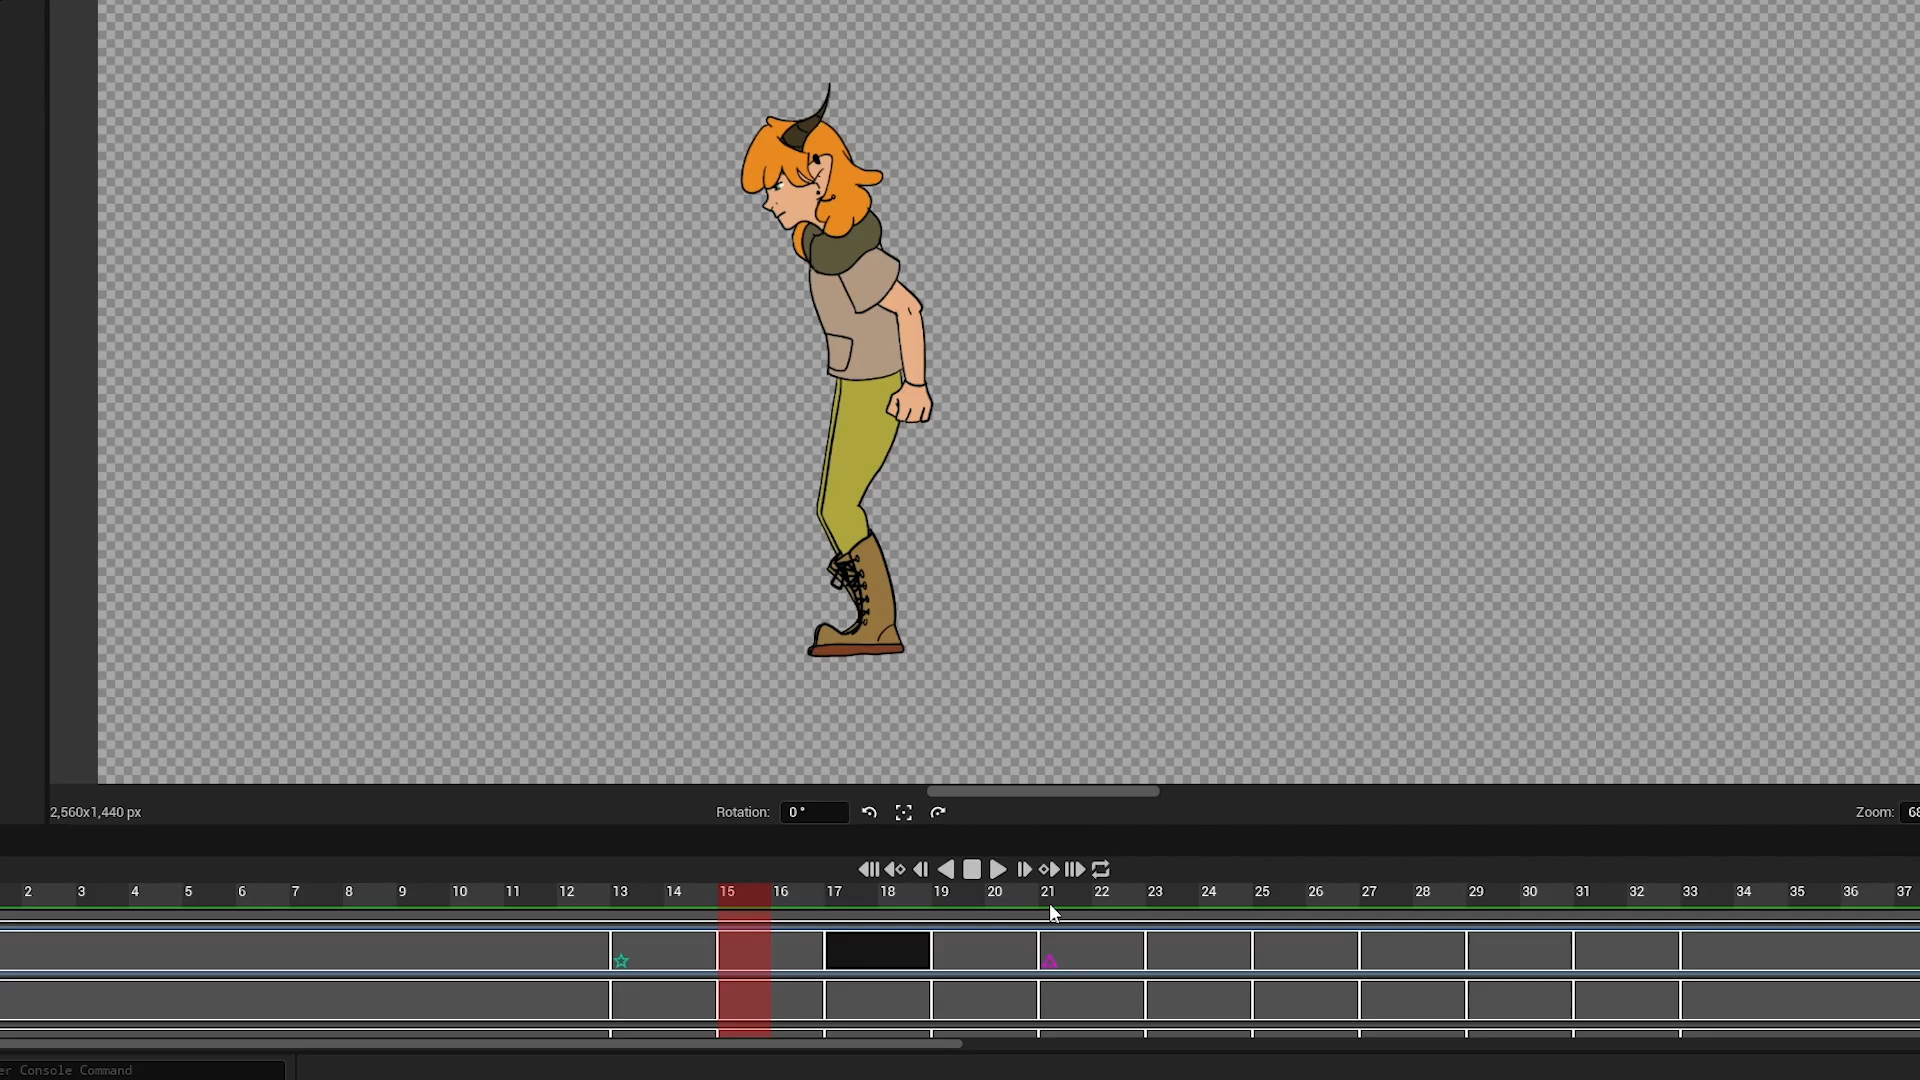 2,560x1,440 px
Rotation: 0°
Zoom: 68
2 3 4 5 6 7 8 9 10 11 12 13 14 15 16 17 18 19 20 21 22 23 24 25 26 27 28 29 30 31 32 33 34 35 36 37
er Console Command